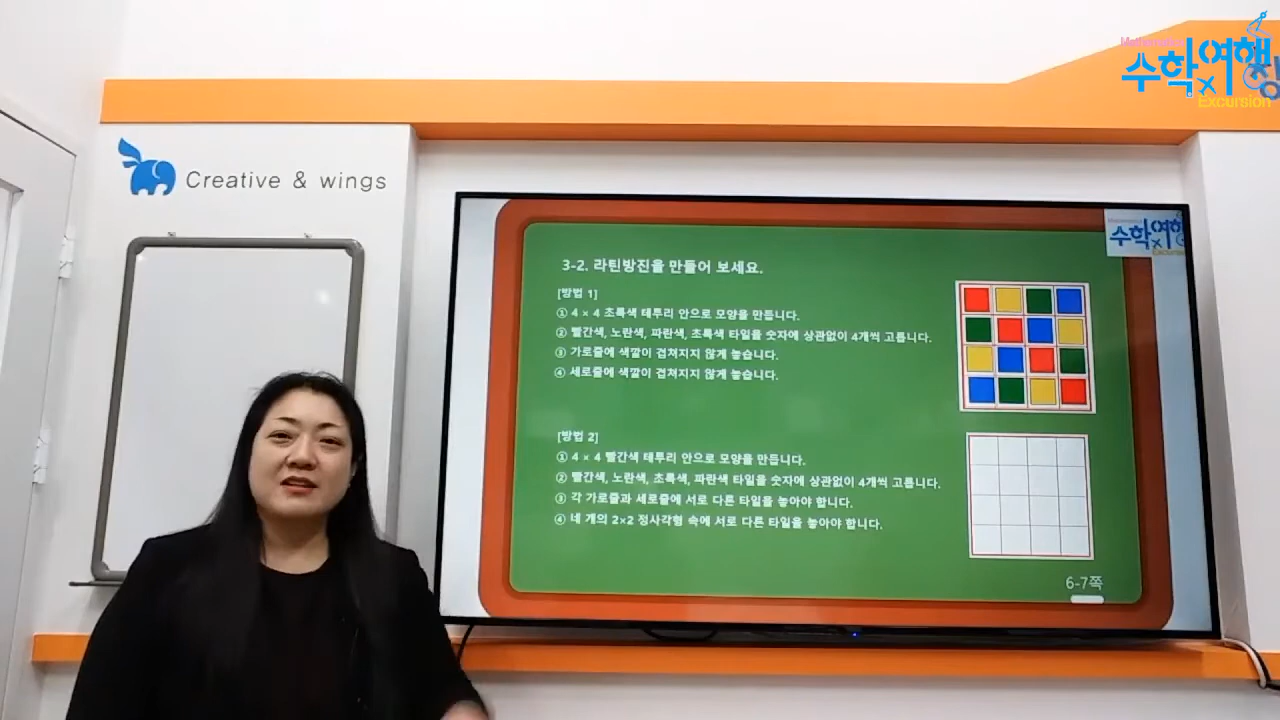 Mathematics
수학여행
Excursion
Creative & wings
수학여행
3-2. 라틴방진을 만들어 보세요.
[방법 1]
① 4 × 4 초록색 테투리 안으로 모양을 만듭니다.
② 빨간색, 노란색, 파란색, 초록색 타일을 숫자에 상관없이 4개씩 고릅니다.
③ 가로줄에 색깔이 겹쳐지지 않게 놓습니다.
④ 세로줄에 색깔이 겹쳐지지 않게 놓습니다.
[방법 2]
① 4 × 4 빨간색 테투리 안으로 모양을 만듭니다.
② 빨간색, 노란색, 초록색, 파란색 타일을 숫자에 상관없이 4개씩 고릅니다.
③ 각 가로줄과 세로줄에 서로 다른 타일을 놓아야 합니다.
④ 네 개의 2×2 정사각형 속에 서로 다른 타일을 놓아야 합니다.
6-7쪽